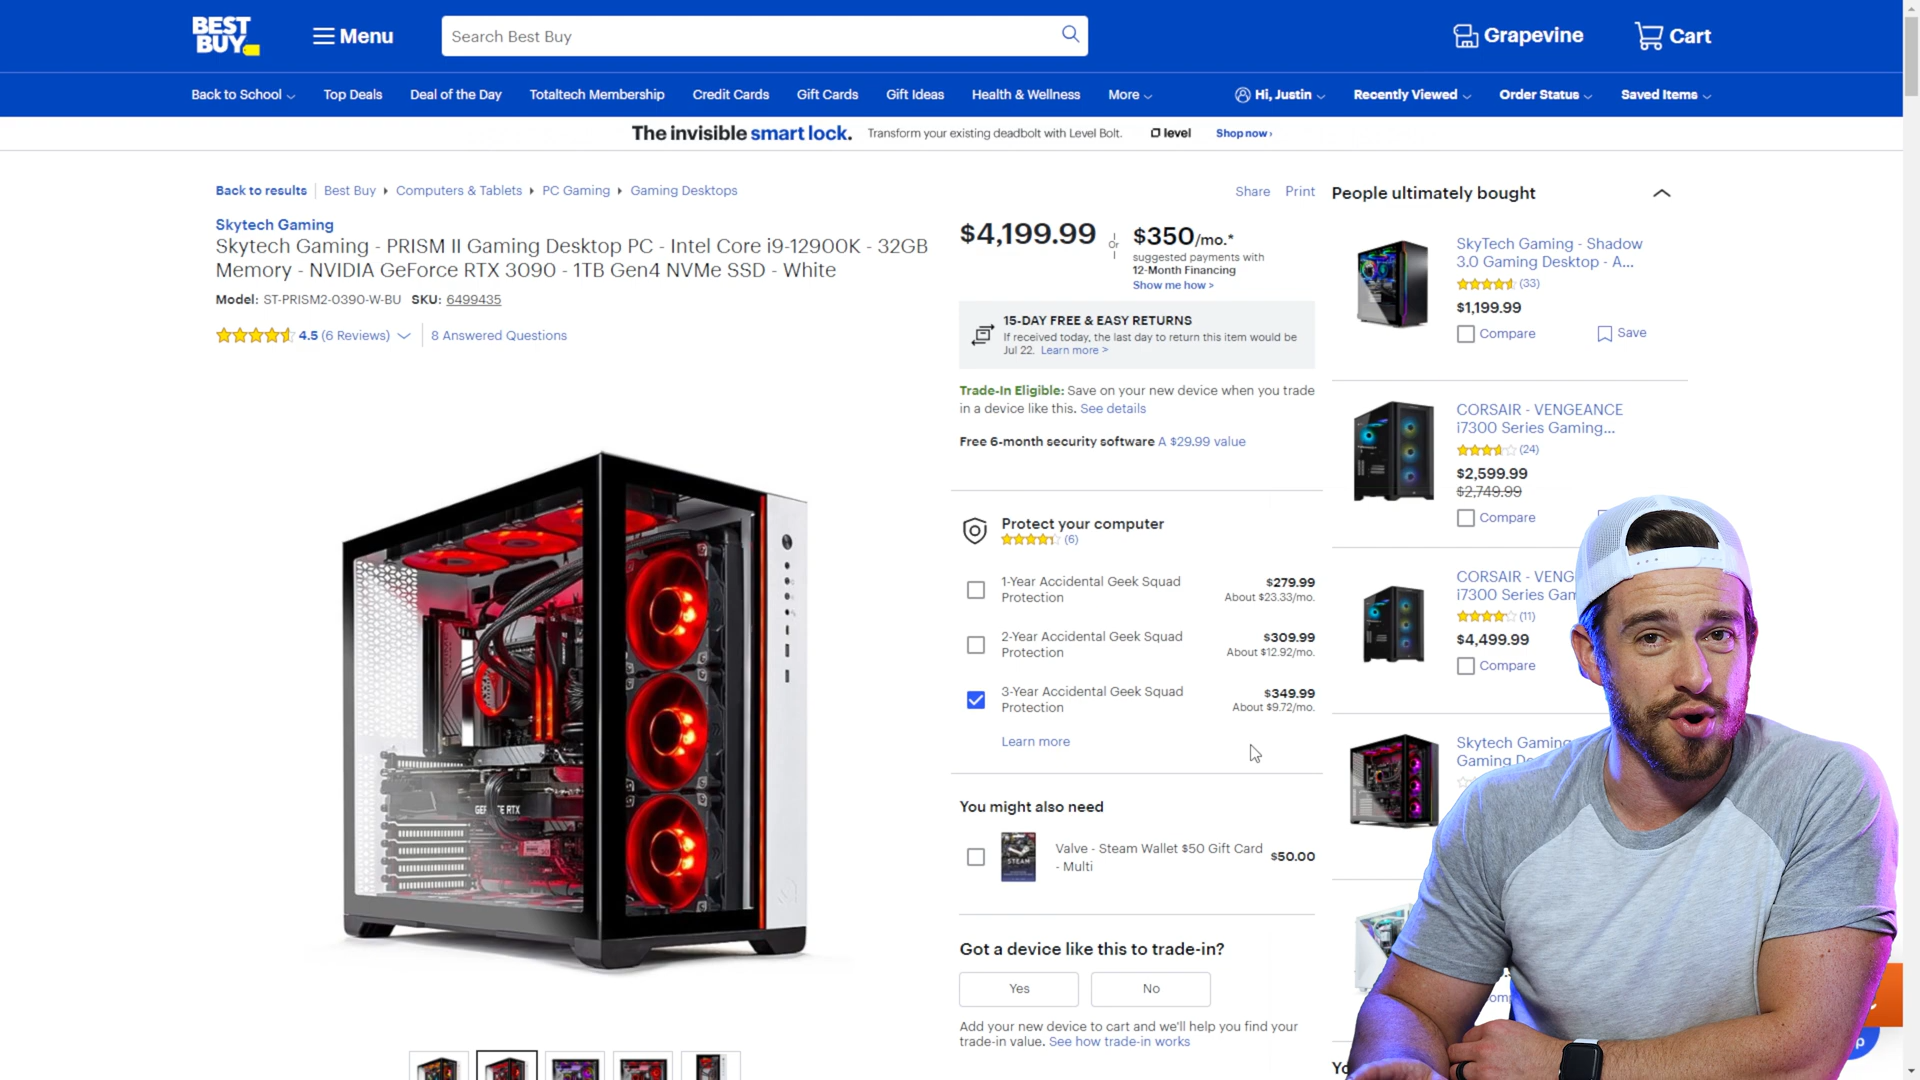 BEST
BUY
Menu
Search Best Buy
Grapevine
Cart
Back to School
Top Deals
Deal of the Day
Totaltech Membership
Credit Cards
Gift Cards
Gift Ideas
Health & Wellness
More
Hi, Justin
Recently Viewed
Order Status
Saved Items
The invisible smart lock. Transform your existing deadbolt with Level Bolt. level Shop now ›
Back to results
Best Buy
Computers & Tablets
PC Gaming
Gaming Desktops
Share
Print
Skytech Gaming
Skytech Gaming - PRISM II Gaming Desktop PC - Intel Core i9-12900K - 32GB
Memory - NVIDIA GeForce RTX 3090 - 1TB Gen4 NVMe SSD - White
Model: ST-PRISM2-0390-W-BU SKU: 6499435
4.5 (6 Reviews)
8 Answered Questions
GEFORCE RTX
$4,199.99
Or
$350/mo.*
suggested payments with
12-Month Financing
Show me how >
15-DAY FREE & EASY RETURNS
If received today, the last day to return this item would be
Jul 22. Learn more >
Trade-In Eligible: Save on your new device when you trade
in a device like this. See details
Free 6-month security software A $29.99 value
Protect your computer
(6)
1-Year Accidental Geek Squad
Protection
$279.99
About $23.33/mo.
2-Year Accidental Geek Squad
Protection
$309.99
About $12.92/mo.
3-Year Accidental Geek Squad
Protection
$349.99
About $9.72/mo.
Learn more
You might also need
STEAM
Valve - Steam Wallet $50 Gift Card
- Multi
$50.00
Got a device like this to trade-in?
Yes
No
Add your new device to cart and we'll help you find your
trade-in value. See how trade-in works
People ultimately bought
SkyTech Gaming - Shadow
3.0 Gaming Desktop - A...
(33)
$1,199.99
Compare
Save
CORSAIR - VENGEANCE
i7300 Series Gaming...
(24)
$2,599.99
$2,749.99
Compare
CORSAIR - VENG
i7300 Series Gam
(11)
$4,499.99
Compare
Skytech Gaming
Gaming De